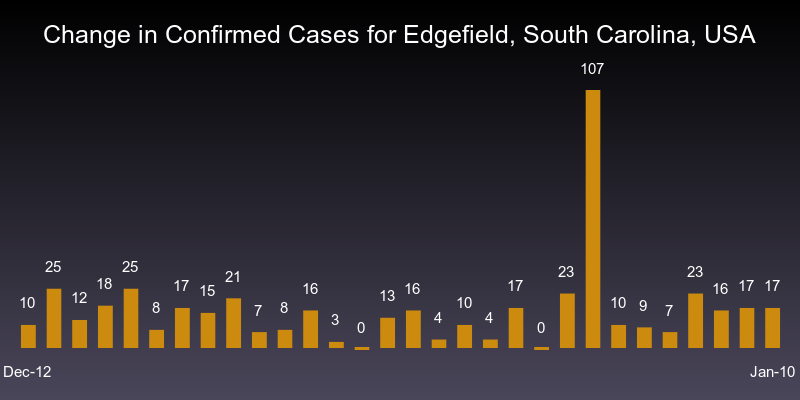 Change in Confirmed Cases for Edgefield, South Carolina, USA
107
10 25 12 18 25 8 17 15 21 7 8 16 3 0 13 16 4 10 4 17 0 23 10 9 7 23 16 17 17
Dec-12 Jan-10